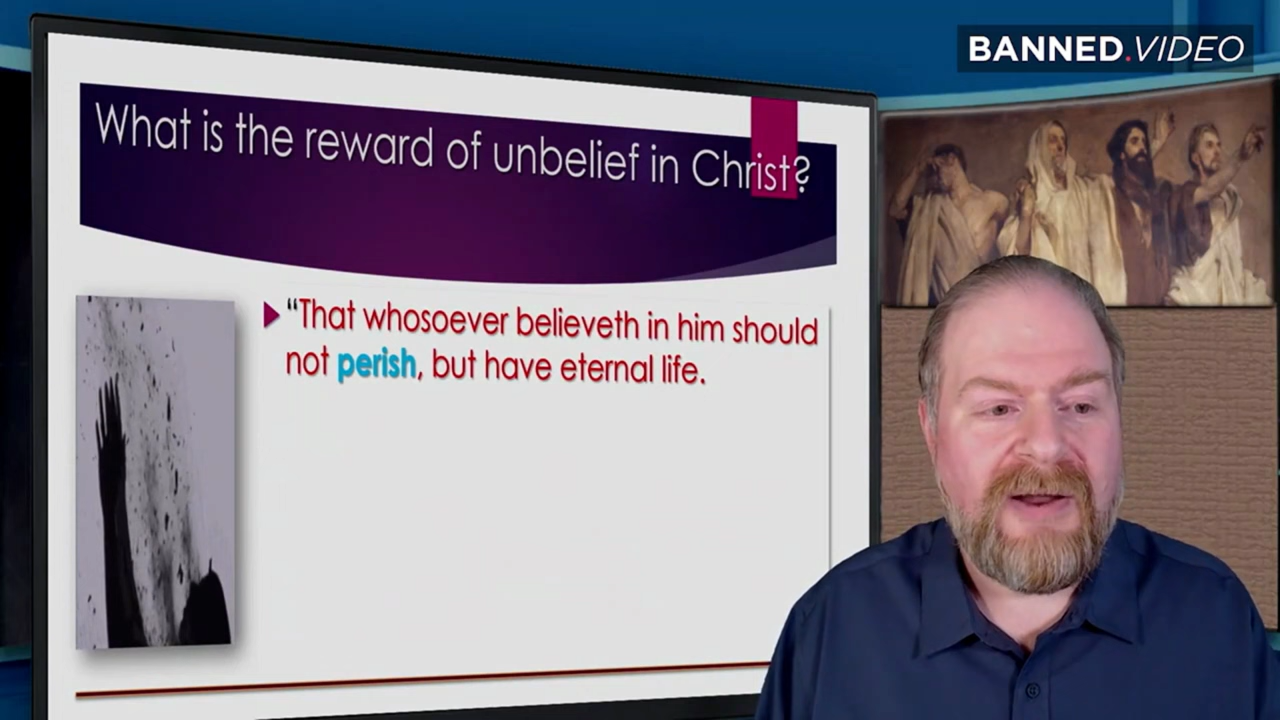 BANNED.VIDEO
What is the reward of unbelief in Christ?
“That whosoever believeth in him should
not perish, but have eternal life.